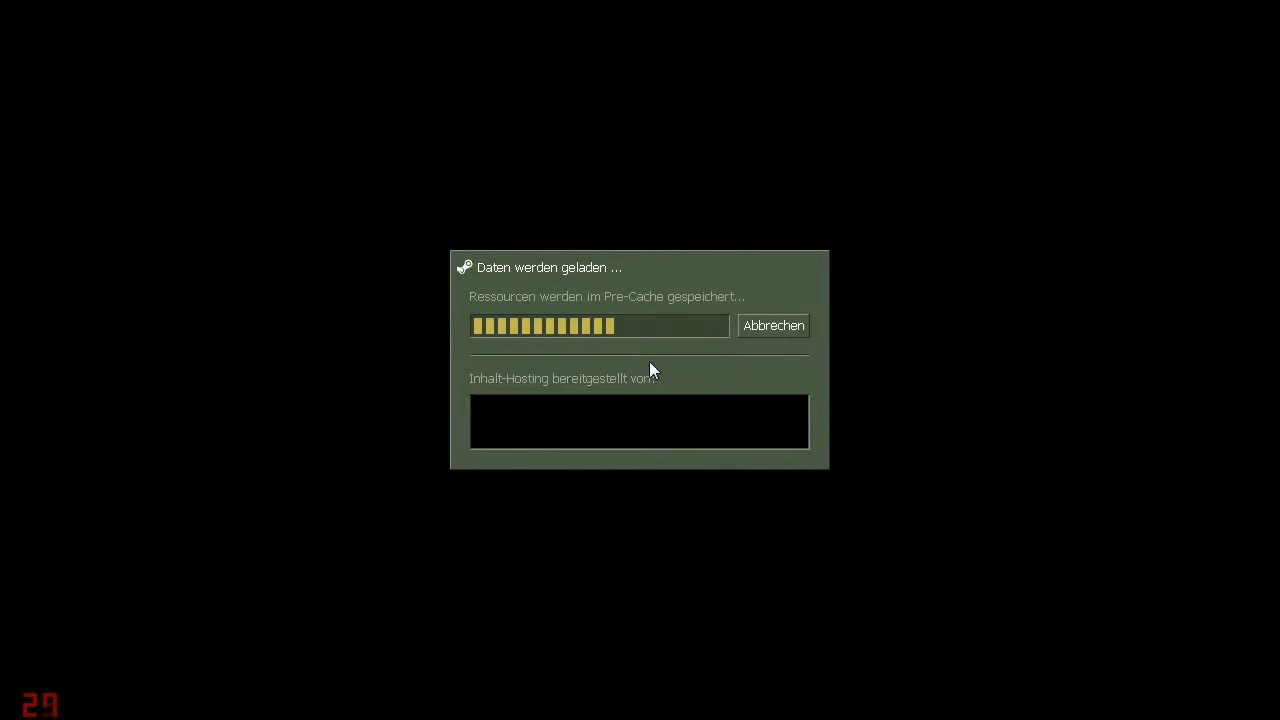 Daten werden geladen ...
Ressourcen werden im Pre-Cache gespeichert...
Abbrechen
Inhalt-Hosting bereitgestellt von:
29